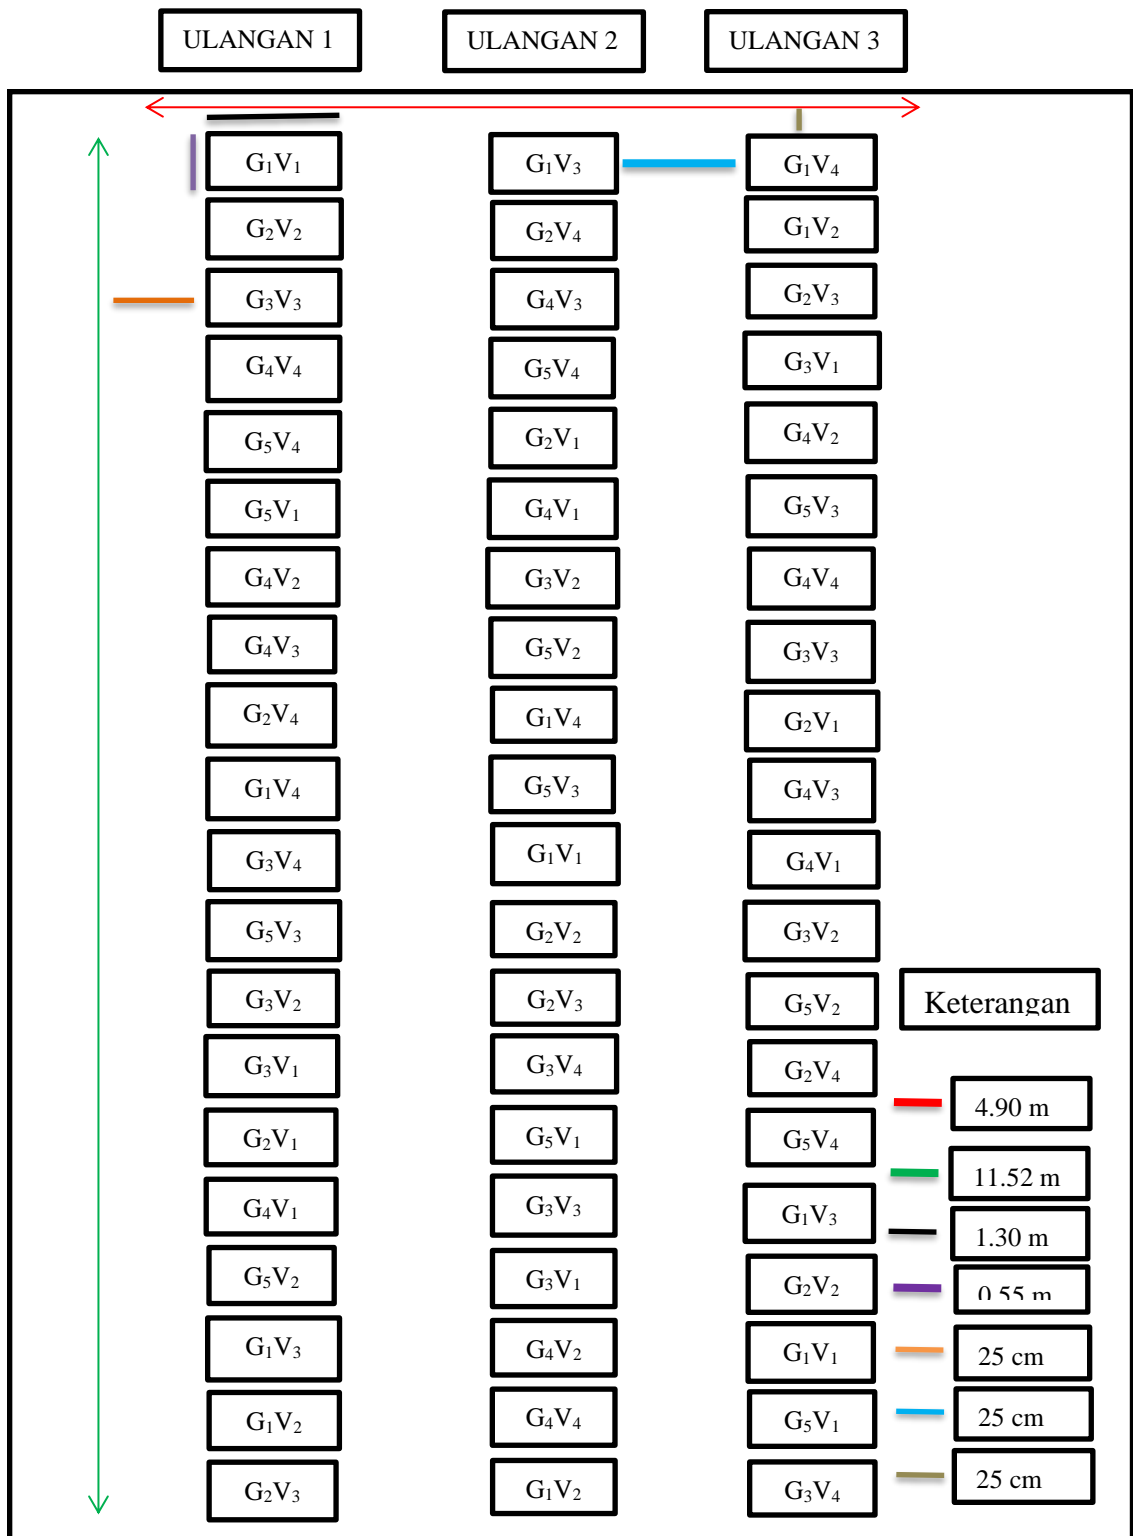 ULANGAN 1 ULANGAN 2 ULANGAN 3
G₁V₁ G₁V₃ G₁V₄
G₂V₂ G₂V₄ G₁V₂
G₃V₃ G₄V₃ G₂V₃
G₄V₄ G₅V₄ G₃V₁
G₅V₄ G₂V₁ G₄V₂
G₅V₁ G₄V₁ G₅V₃
G₄V₂ G₃V₂ G₄V₄
G₄V₃ G₅V₂ G₃V₃
G₂V₄ G₁V₄ G₂V₁
G₁V₄ G₅V₃ G₄V₃
G₃V₄ G₁V₁ G₄V₁
G₅V₃ G₂V₂ G₃V₂
G₃V₂ G₂V₃ G₅V₂
G₃V₁ G₃V₄ G₂V₄
G₂V₁ G₅V₁ G₅V₄
G₄V₁ G₃V₃ G₁V₃
G₅V₂ G₃V₁ G₂V₂
G₁V₃ G₄V₂ G₁V₁
G₁V₂ G₄V₄ G₅V₁
G₂V₃ G₁V₂ G₃V₄
Keterangan
4.90 m
11.52 m
1.30 m
0.55 m
25 cm
25 cm
25 cm